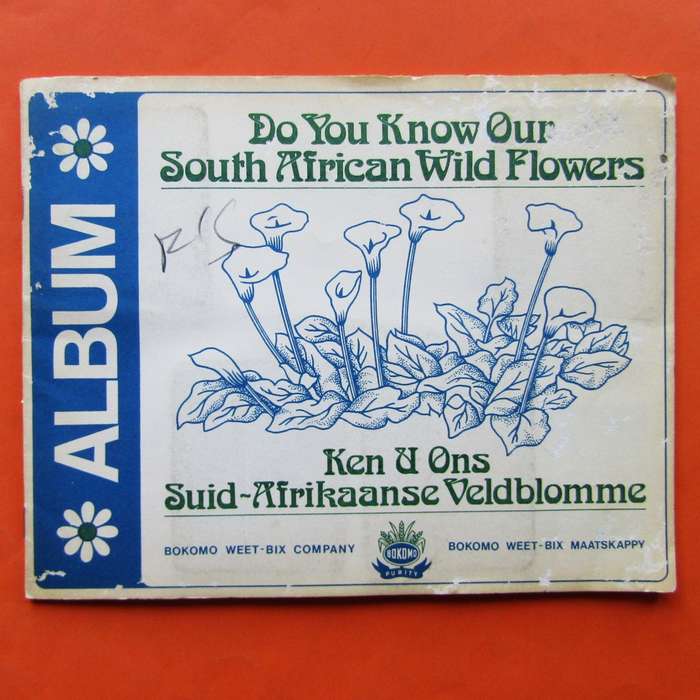 ALBUM
Do You Know Our
South African Wild Flowers
Ken U Ons
Suid-Afrikaanse Veldblomme
BOKOMO WEET-BIX COMPANY
BOKOMO
PURITY
BOKOMO WEET-BIX MAATSKAPPY